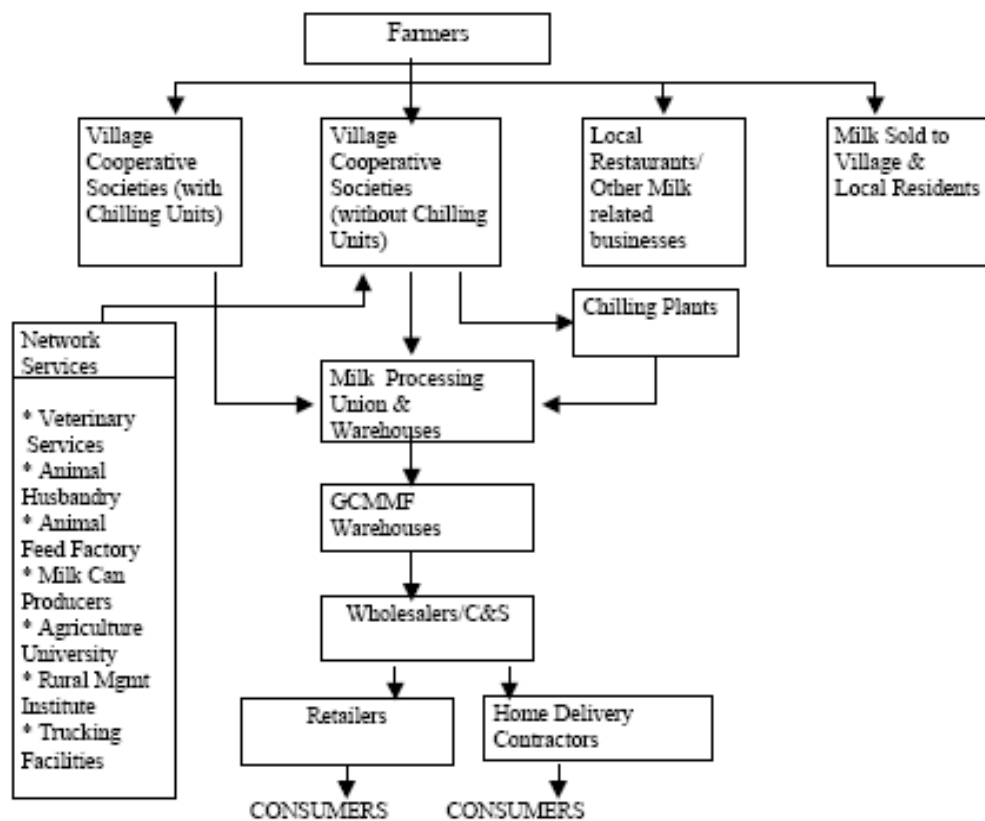 Farmers
Village
Cooperative
Societies (with
Chilling Units)
Village
Cooperative
Societies
(without Chilling
Units)
Local
Restaurants/
Other Milk
related
businesses
Milk Sold to
Village &
Local Residents
Chilling Plants
Network
Services
* Veterinary
Services
* Animal
Husbandry
* Animal
Feed Factory
* Milk Can
Producers
* Agriculture
University
* Rural Mgmt
Institute
* Trucking
Facilities
Milk Processing
Union &
Warehouses
GCMMF
Warehouses
Wholesalers/C&S
Retailers
Home Delivery
Contractors
CONSUMERS
CONSUMERS